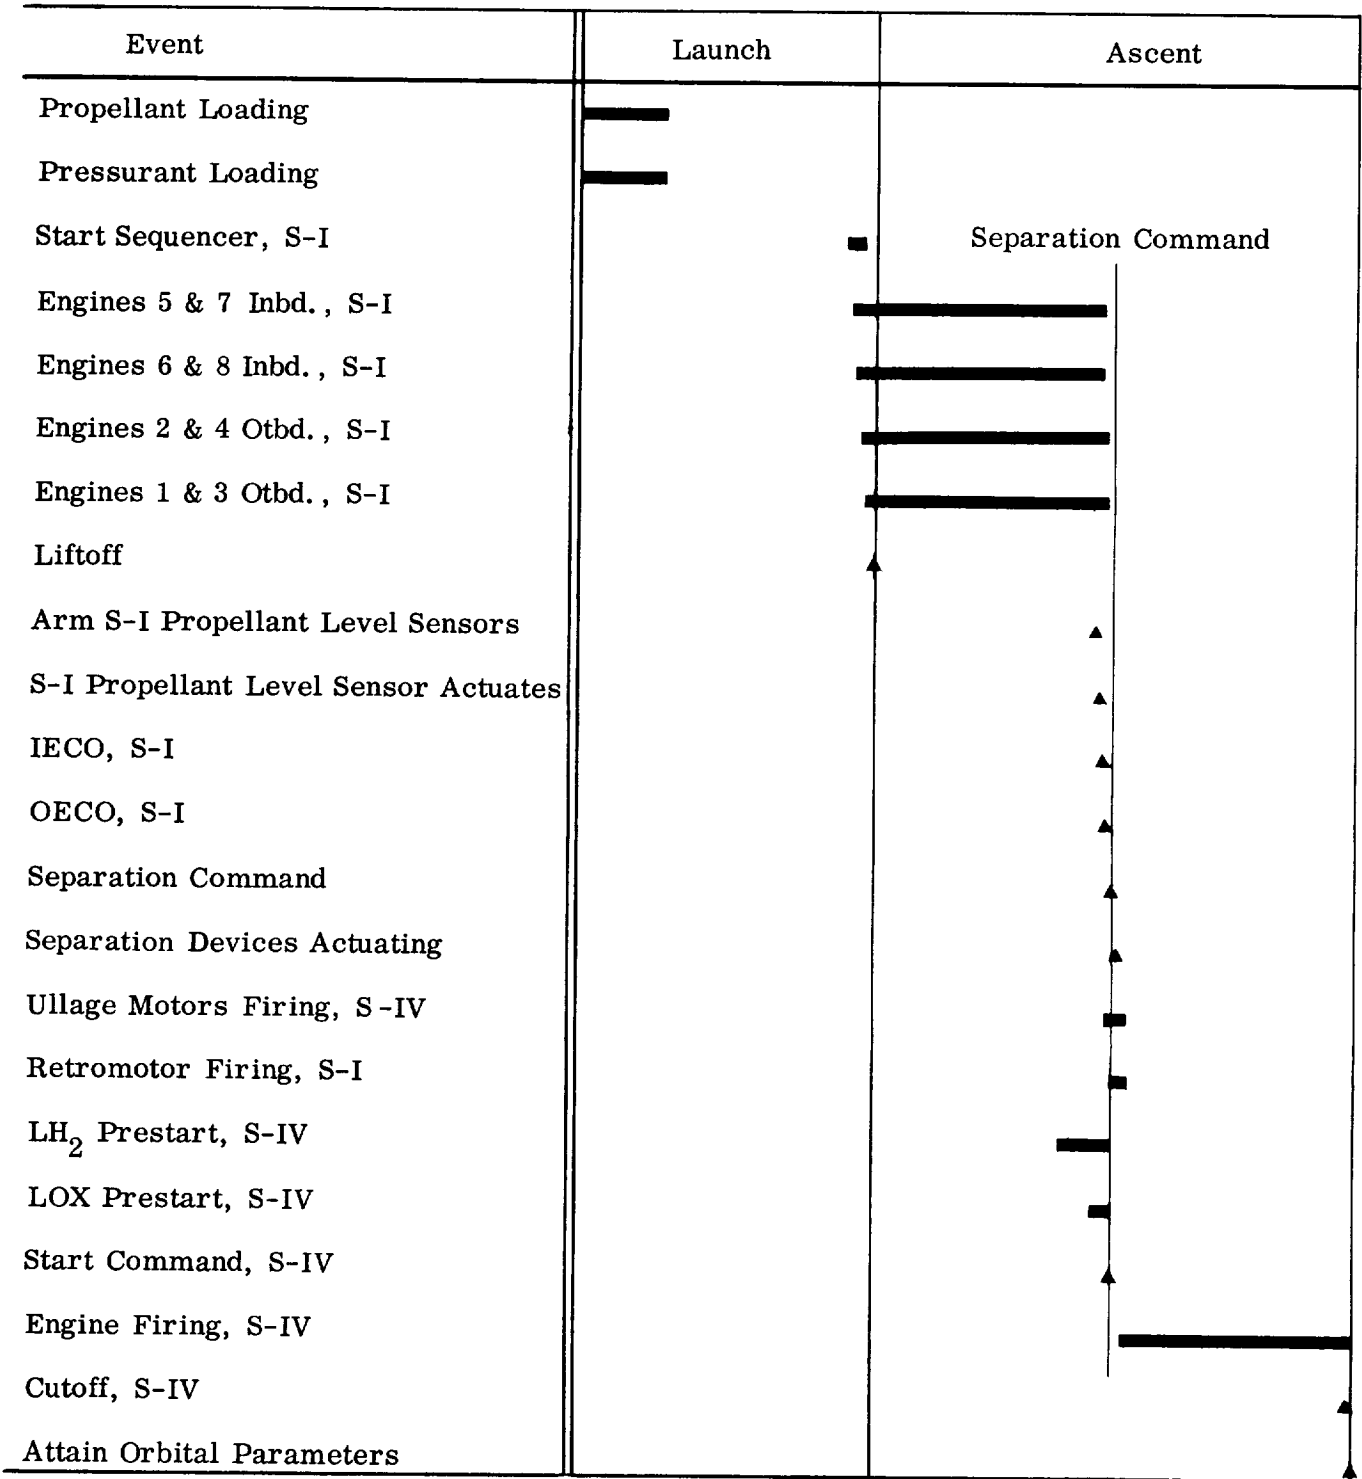 Event
Launch
Ascent
Propellant Loading
Pressurant Loading
Start Sequencer, S-I
Separation Command
Engines 5 & 7 Inbd., S-I
Engines 6 & 8 Inbd., S-I
Engines 2 & 4 Otbd., S-I
Engines 1 & 3 Otbd., S-I
Liftoff
Arm S-I Propellant Level Sensors
S-I Propellant Level Sensor Actuates
IECO, S-I
OECO, S-I
Separation Command
Separation Devices Actuating
Ullage Motors Firing, S-IV
Retromotor Firing, S-I
LH2 Prestart, S-IV
LOX Prestart, S-IV
Start Command, S-IV
Engine Firing, S-IV
Cutoff, S-IV
Attain Orbital Parameters